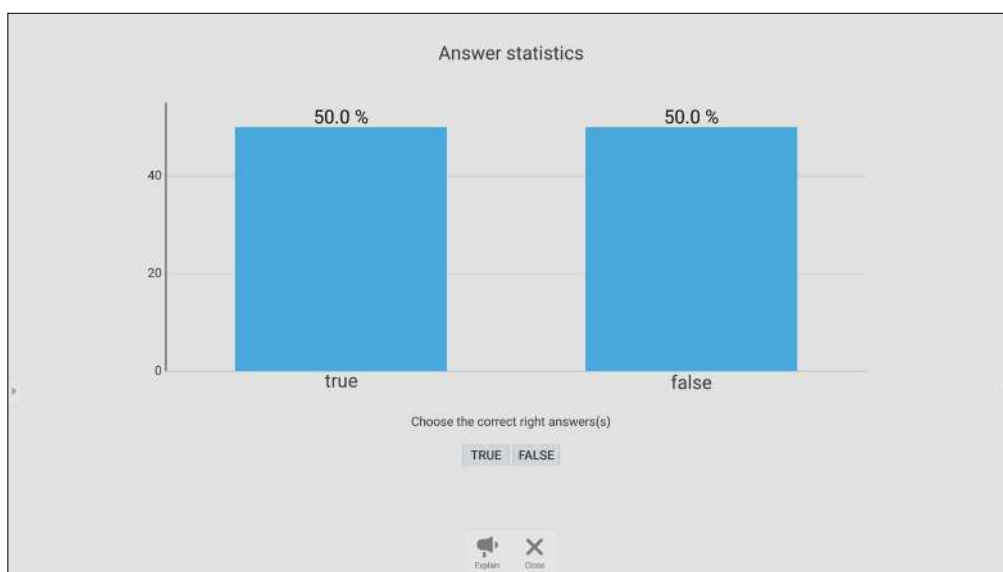 Answer statistics
50.0 % 50.0 %
40
20
0
true false
Choose the correct right answers(s)
TRUE FALSE
Explain Close